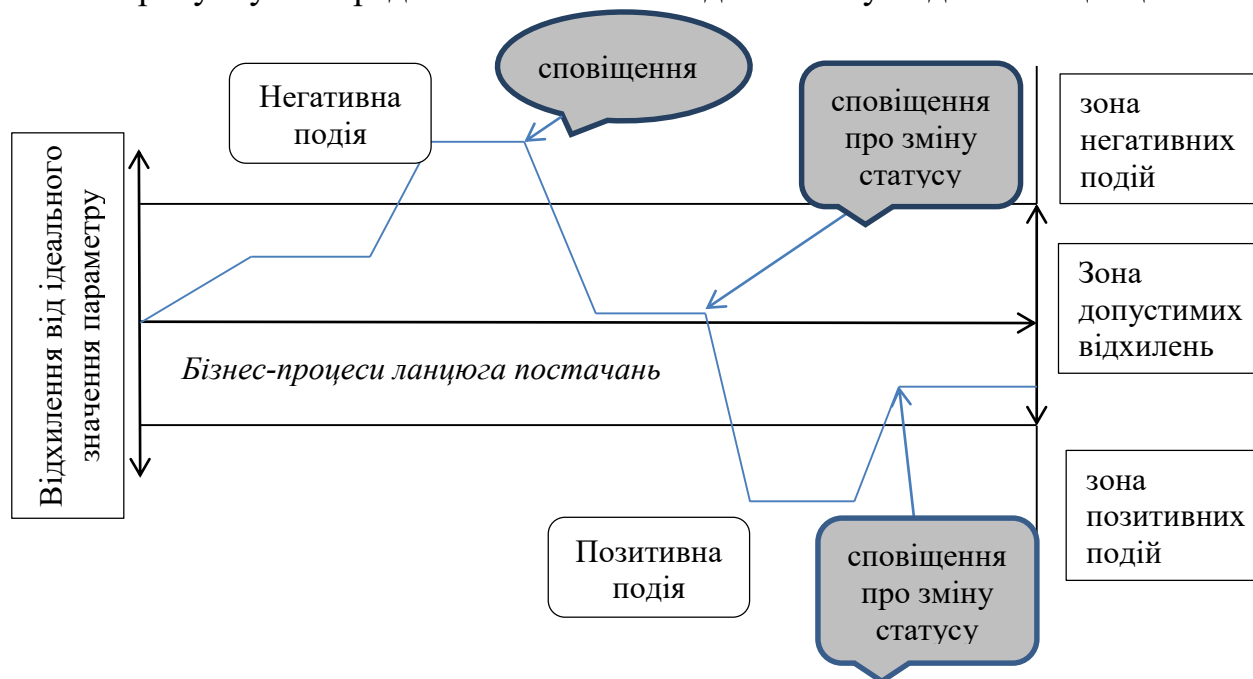 сповіщення
Негативна
подія
сповіщення
про зміну
статусу
зона
негативних
подій
Відхилення від ідеального
значення параметру
Зона
допустимих
відхилень
Бізнес-процеси ланцюга постачань
зона
позитивних
подій
Позитивна
подія
сповіщення
про зміну
статусу